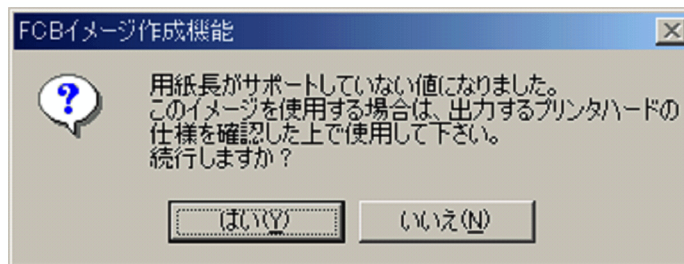 FCBイメージ作成機能
用紙長がサポートしていない値になりました。
このイメージを使用する場合は、出力するプリンタハードの
仕様を確認した上で使用して下さい。
続行しますか？
はい(Y)
いいえ(N)